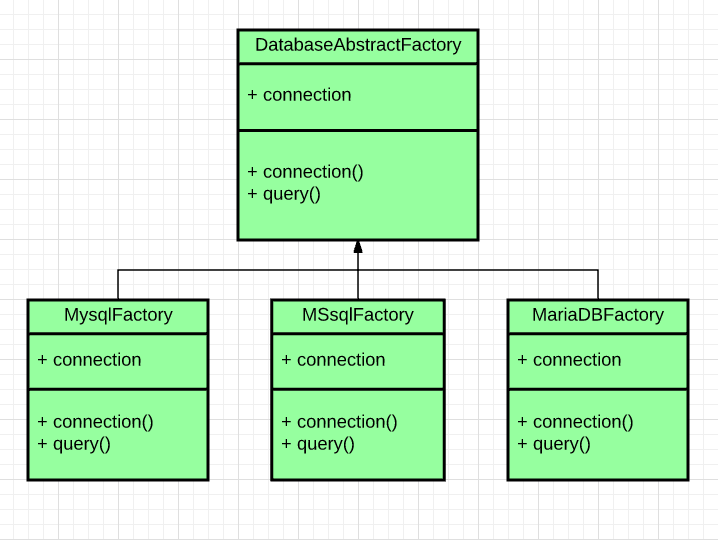 DatabaseAbstractFactory
+ connection
+ connection()
+ query()
MysqlFactory
+ connection
+ connection()
+ query()
MSsqlFactory
+ connection
+ connection()
+ query()
MariaDBFactory
+ connection
+ connection()
+ query()